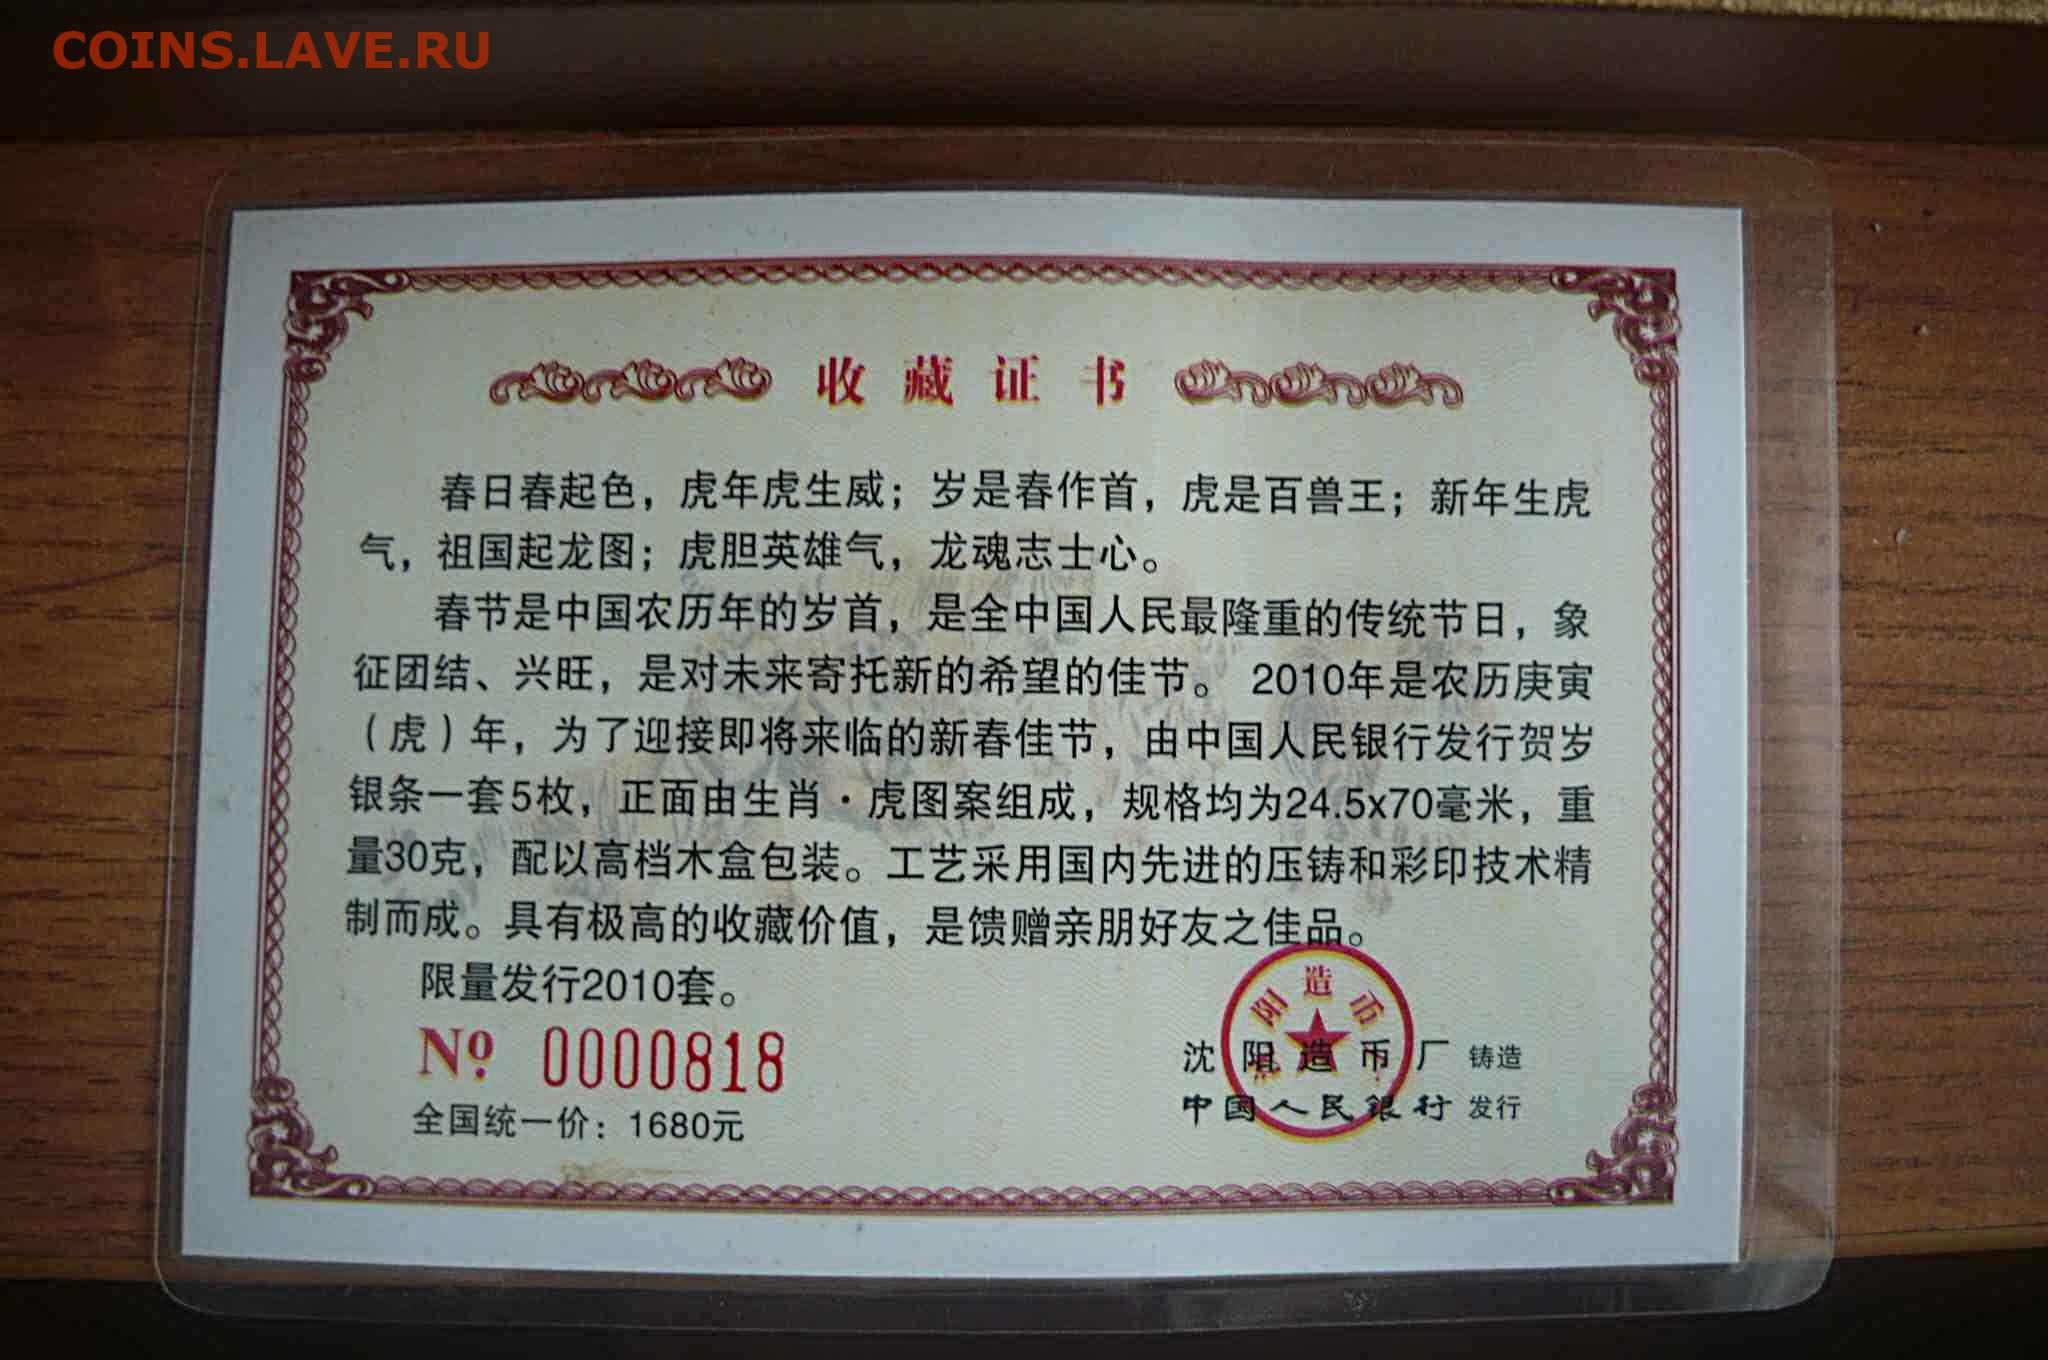 COINS.LAVE.RU
收藏证书
春日春起色，虎年虎生威；岁是春作首，虎是百兽王；新年生虎
气，祖国起龙图；虎胆英雄气，龙魂志士心。
春节是中国农历年的岁首，是全中国人民最隆重的传统节日，象
征团结、兴旺，是对未来寄托新的希望的佳节。 2010年是农历庚寅
（虎）年，为了迎接即将来临的新春佳节，由中国人民银行发行贺岁
银条一套5枚，正面由生肖·虎图案组成，规格均为24.5x70毫米，重
量30克，配以高档木盒包装。工艺采用国内先进的压铸和彩印技术精
制而成。具有极高的收藏价值，是馈赠亲朋好友之佳品。
限量发行2010套。
阳造币
№ 0000818
沈阳造币厂 铸造
中国人民银行 发行
全国统一价：1680元